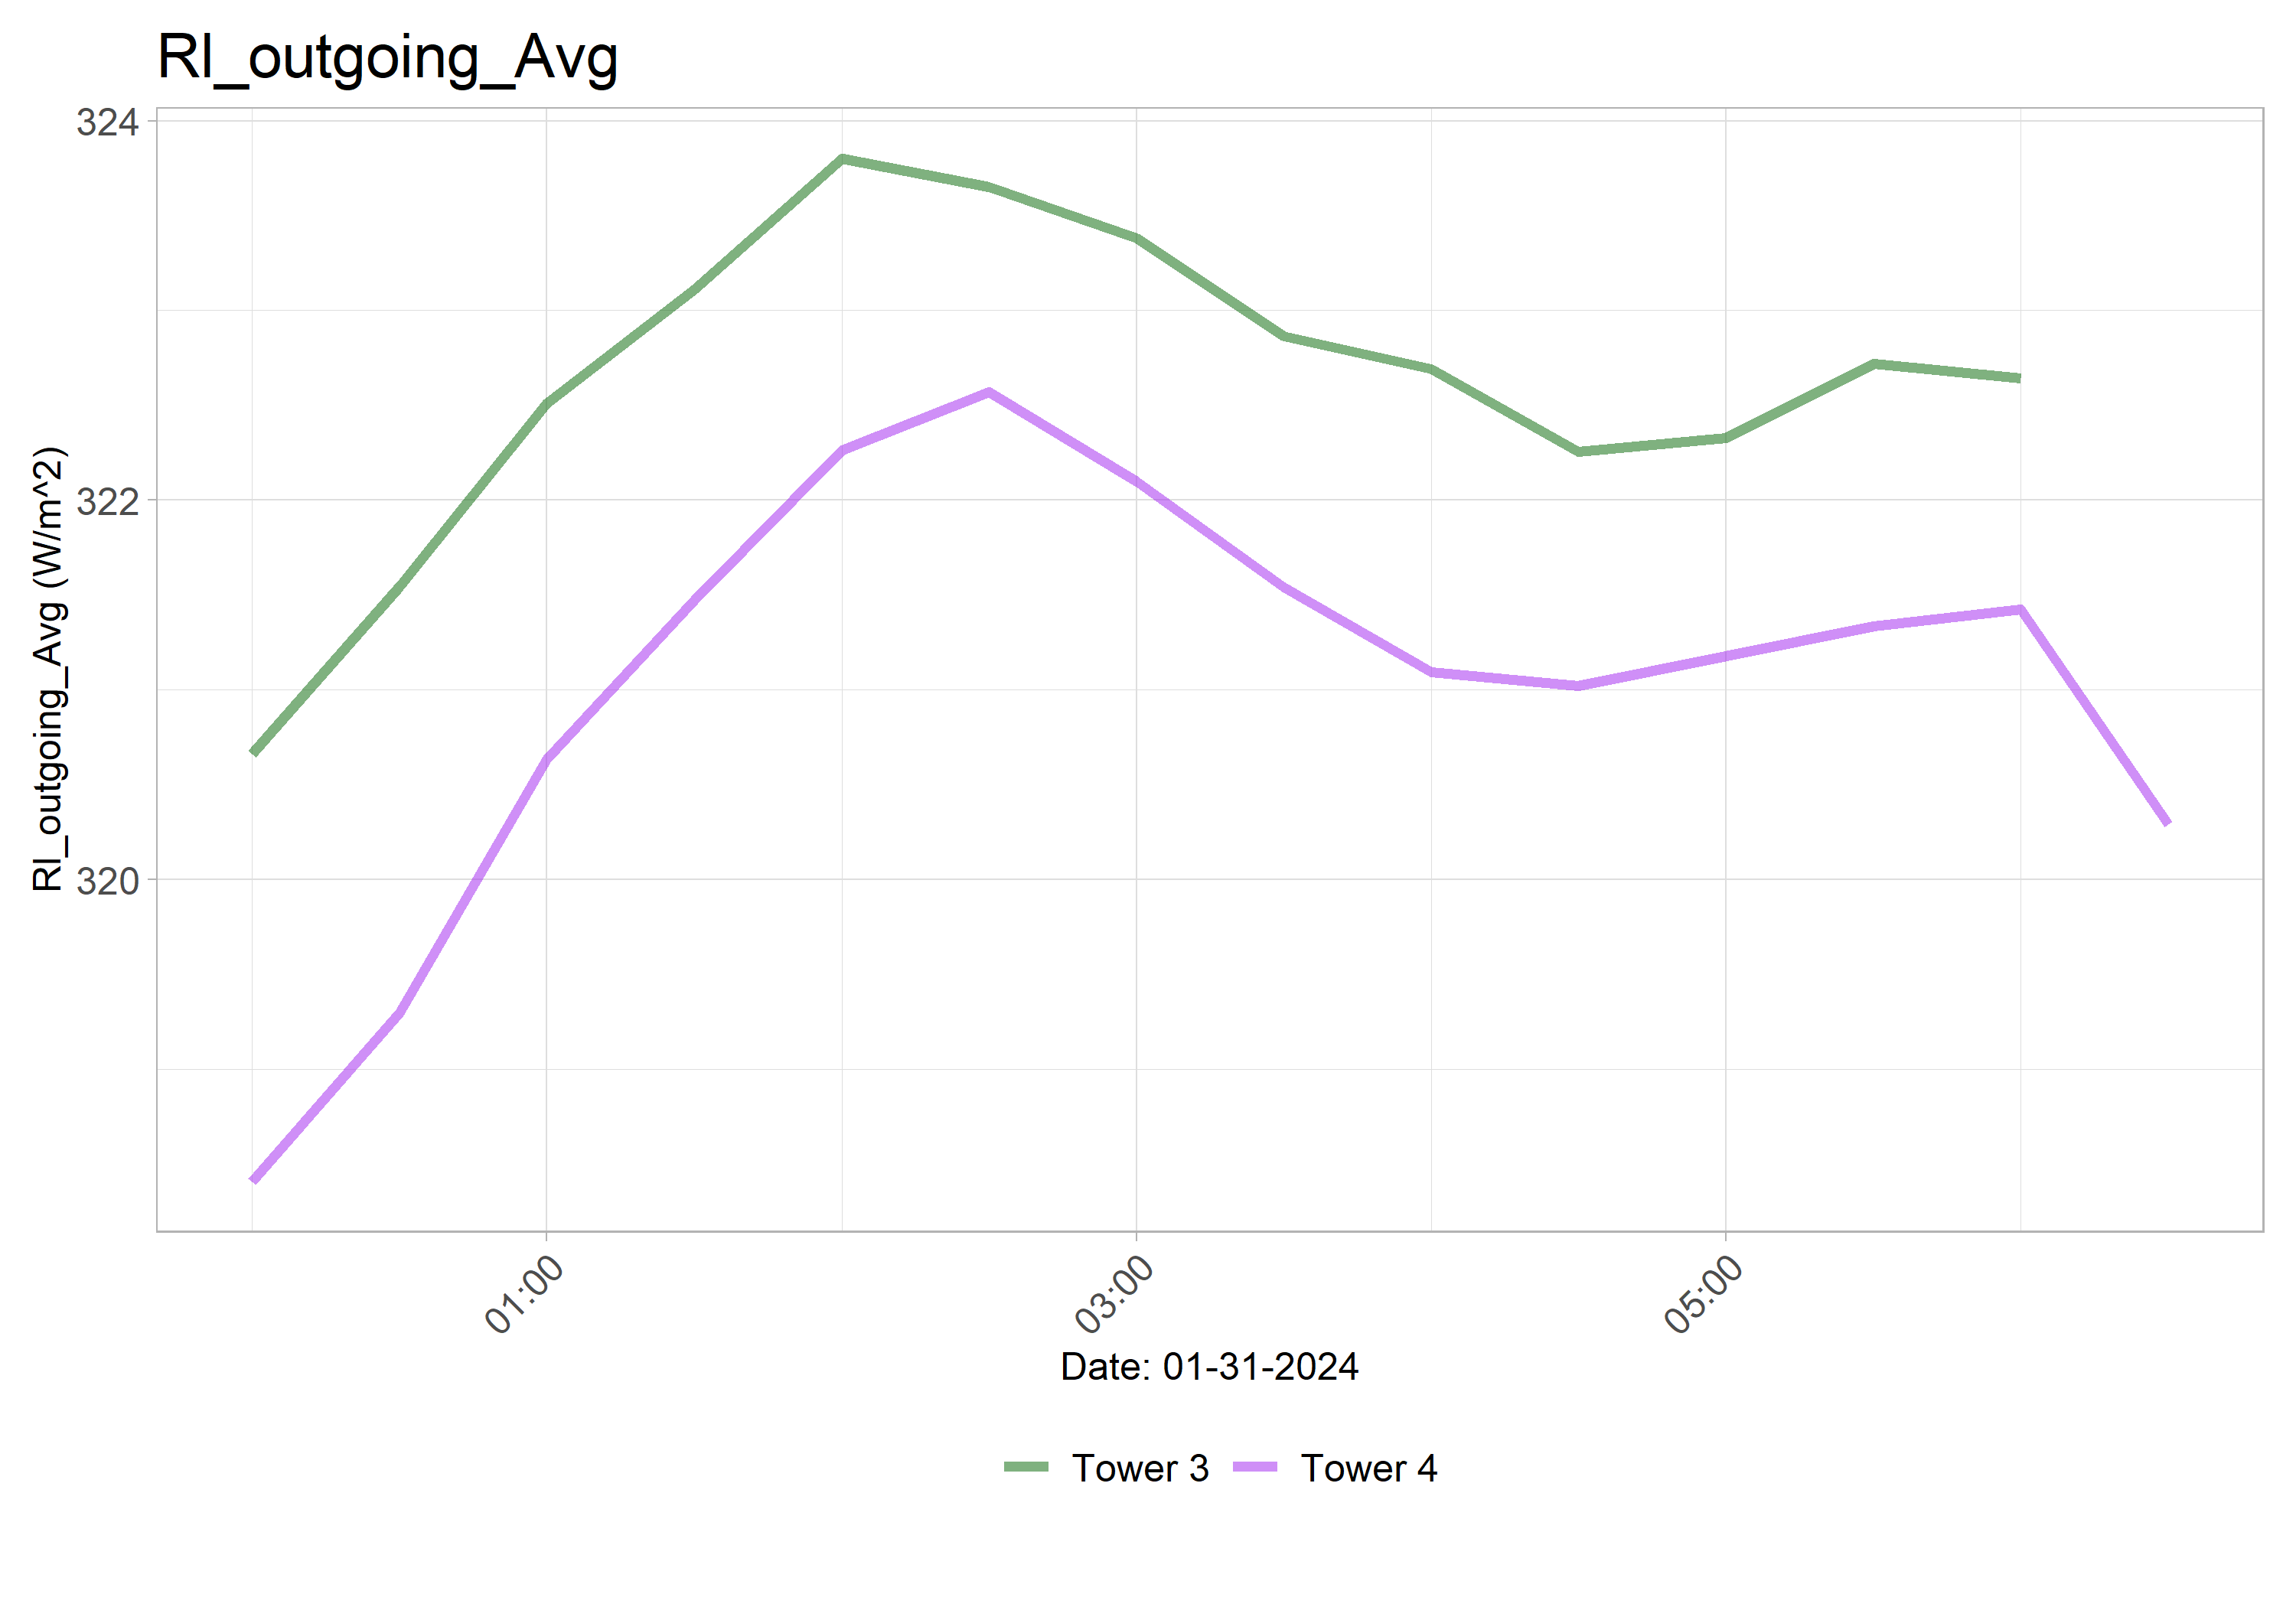 Rl_outgoing_Avg
324
322
320
Rl_outgoing_Avg (W/m^2)
01:00
03:00
05:00
Date: 01-31-2024
Tower 3
Tower 4